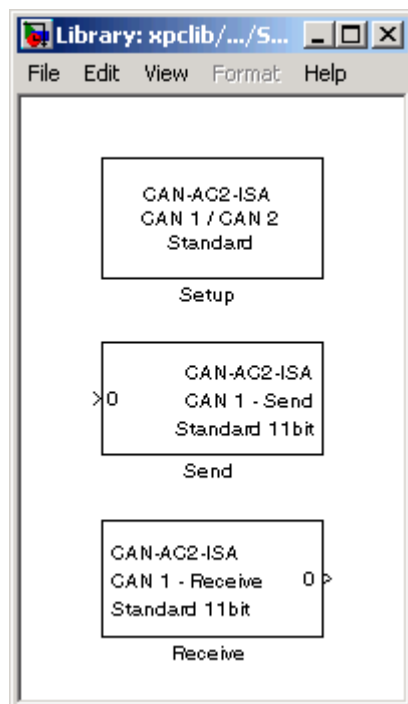 Library: xpclib/.../S...
File Edit View Format Help
CAN-AC2-ISA
CAN 1 / CAN 2
Standard
Setup
CAN-AC2-ISA
>0 CAN 1 - Send
Standard 11bit
Send
CAN-AC2-ISA
CAN 1 - Receive 0 >
Standard 11bit
Receive